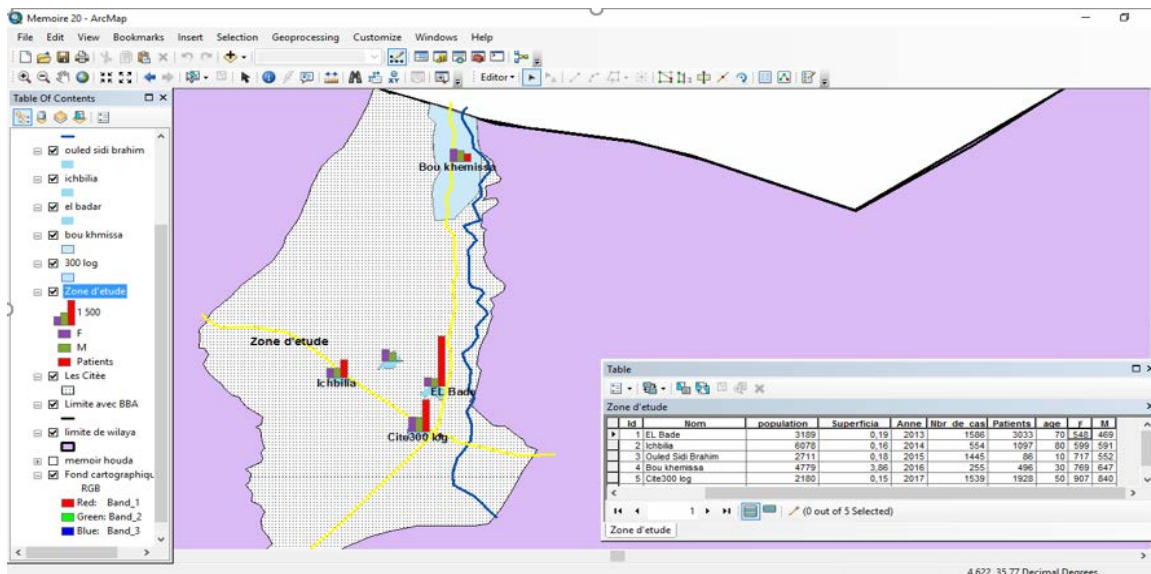 Memoire 20 - ArcMap
File Edit View Bookmarks Insert Selection Geoprocessing Customize Windows Help
Editor
Table Of Contents
ouled sidi brahim
ichbilia
el badar
bou khmissa
300 log
Zone d'etude
1 500
F
M
Patients
Les Citée
Limite avec BBA
limite de wilaya
memoir houda
Fond cartographiqu
RGB
Red: Band_1
Green: Band_2
Blue: Band_3
Bou khemissa
Zone d'etude
Ichbilia
EL Bade
Cite300 log
Table
Zone d'etude
Id Nom population Superficia Anne Nbr_de_cas Patients age F M
1 EL Bade 3189 0,19 2013 1586 3033 70 548 469
2 Ichbilia 6078 0,16 2014 554 1097 80 599 591
3 Ouled Sidi Brahim 2711 0,18 2015 1445 86 10 717 552
4 Bou khemissa 4779 3,86 2016 255 496 30 769 647
5 Cite300 log 2180 0,15 2017 1539 1928 50 907 840
1 (0 out of 5 Selected)
Zone d'etude
4,622 35,77 Decimal Degrees